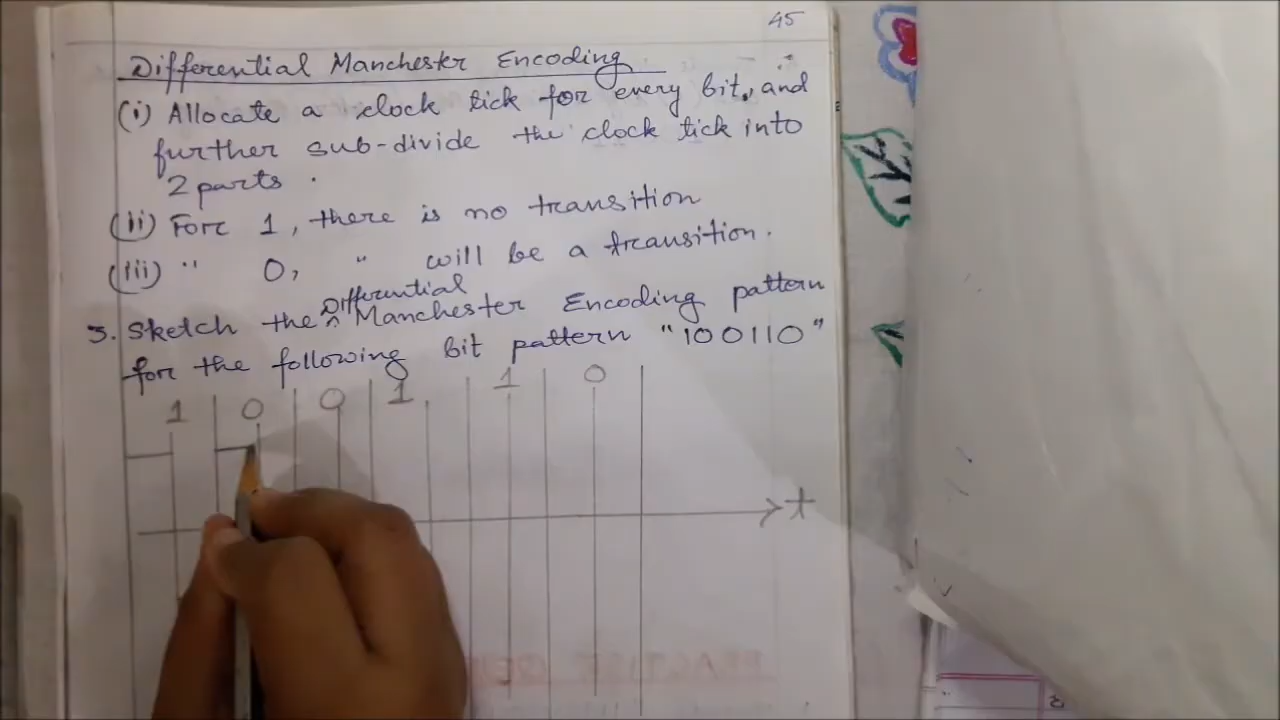 45
Differential Manchester Encoding
(i) Allocate a clock tick for every bit, and
further sub-divide the clock tick into
2 parts.
(ii) For 1, there is no transition
(iii) " 0, " will be a transition.
Differential
3. Sketch the ^ Manchester Encoding pattern
for the following bit pattern "100110"
1 0 0 1 1 0
t